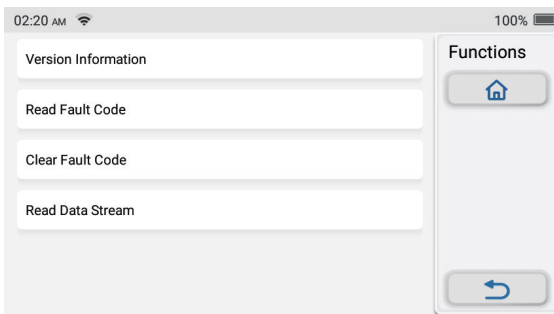 02:20 AM
100%
Version Information
Read Fault Code
Clear Fault Code
Read Data Stream
Functions